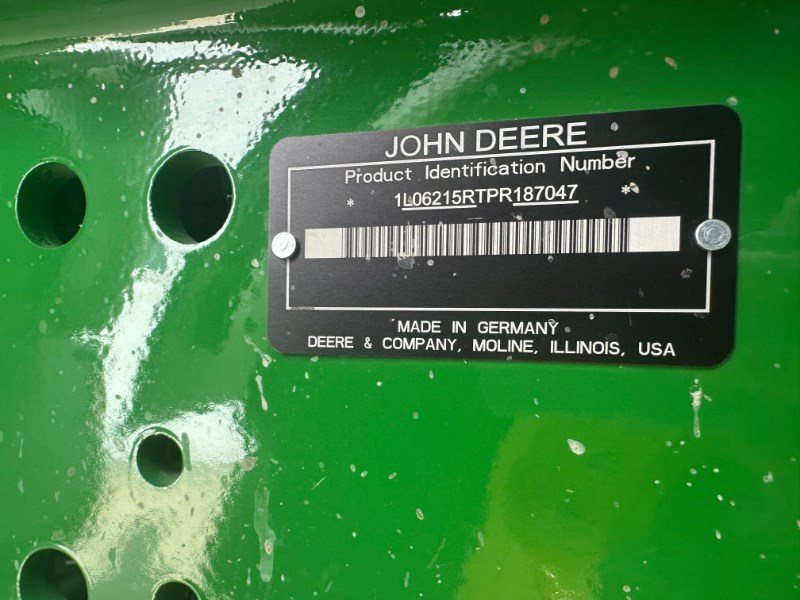 JOHN DEERE
Product Identification Number
* 1L06215RTPR187047 *
MADE IN GERMANY
DEERE & COMPANY, MOLINE, ILLINOIS, USA